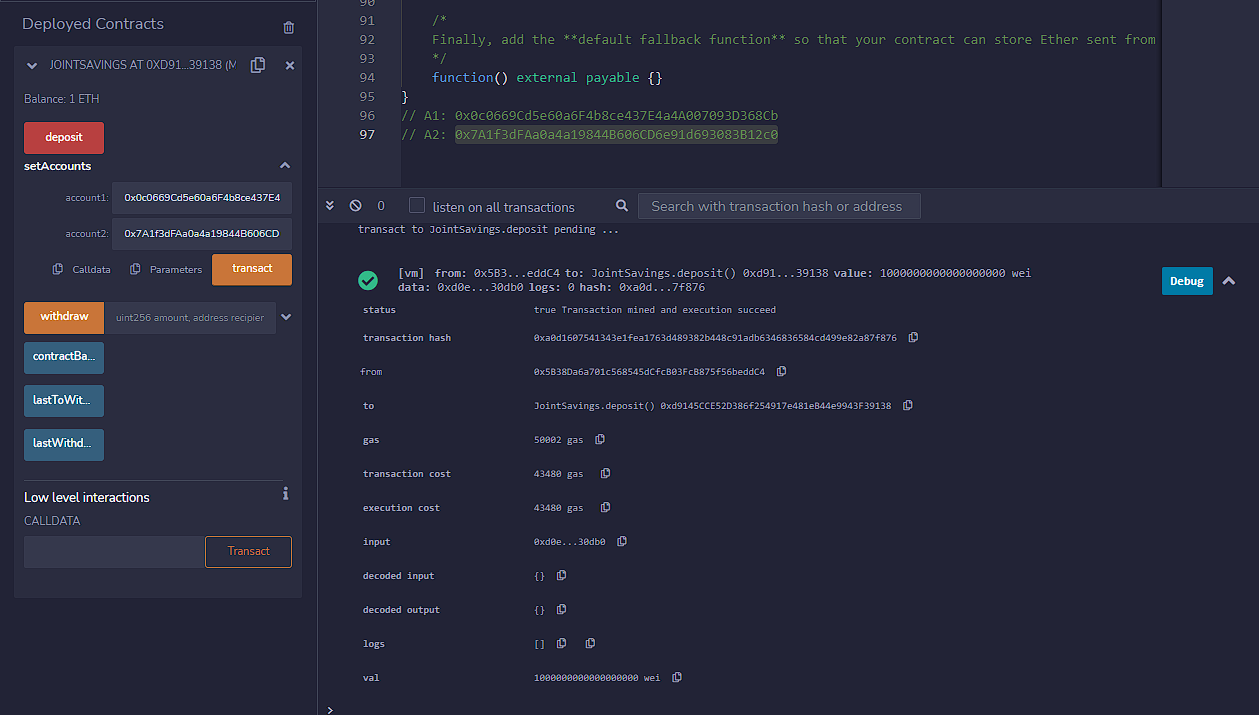 Deployed Contracts
JOINTSAVINGS AT 0XD91...39138 (M
Balance: 1 ETH
deposit
setAccounts
account1: 0x0c0669Cd5e60a6F4b8ce437E4
account2: 0x7A1f3dFAa0a4a19844B606CD
Calldata Parameters transact
withdraw uint256 amount, address recipier
contractBa...
lastToWit...
lastWithd...
Low level interactions
CALLDATA
Transact
90
91 /*
92 Finally, add the **default fallback function** so that your contract can store Ether sent from
93 */
94 function() external payable {}
95 }
96 // A1: 0x0c0669Cd5e60a6F4b8ce437E4a4A007093D368Cb
97 // A2: 0x7A1f3dFAa0a4a19844B606CD6e91d693083B12c0
0 listen on all transactions Search with transaction hash or address
transact to JointSavings.deposit pending ...
[vm] from: 0x5B3...eddC4 to: JointSavings.deposit() 0xd91...39138 value: 1000000000000000000 wei
data: 0xd0e...30db0 logs: 0 hash: 0xa0d...7f876
Debug
status true Transaction mined and execution succeed
transaction hash 0xa0d1607541343e1fea1763d489382b448c91adb6346836584cd499e82a87f876
from 0x5B38Da6a701c568545dCfcB03FcB875f56beddC4
to JointSavings.deposit() 0xd9145CCE52D386f254917e481eB44e9943F39138
gas 50002 gas
transaction cost 43480 gas
execution cost 43480 gas
input 0xd0e...30db0
decoded input {}
decoded output {}
logs []
val 1000000000000000000 wei
>